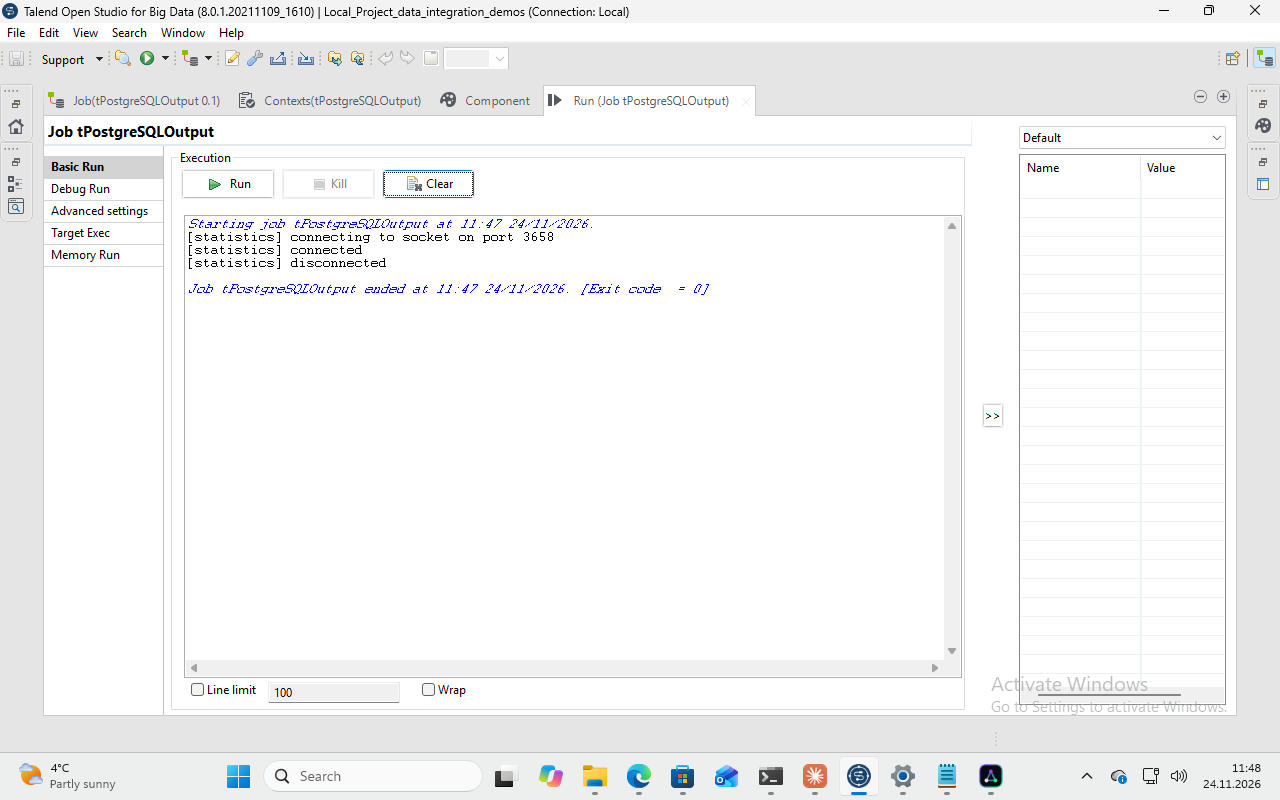 Talend Open Studio for Big Data (8.0.1.20211109_1610) | Local_Project_data_integration_demos (Connection: Local)
File Edit View Search Window Help
Support
Job(tPostgreSQLOutput 0.1) Contexts(tPostgreSQLOutput) Component Run (Job tPostgreSQLOutput)
Job tPostgreSQLOutput
Default
Basic Run
Debug Run
Advanced settings
Target Exec
Memory Run
Execution
Run Kill Clear
Name Value
Starting job tPostgreSQLOutput at 11:47 24/11/2026.
[statistics] connecting to socket on port 3658
[statistics] connected
[statistics] disconnected
Job tPostgreSQLOutput ended at 11:47 24/11/2026. [Exit code  = 0]
>>
Line limit 100 Wrap
Activate Windows
Go to Settings to activate Windows.
4°C
Partly sunny
Search
11:48
24.11.2026